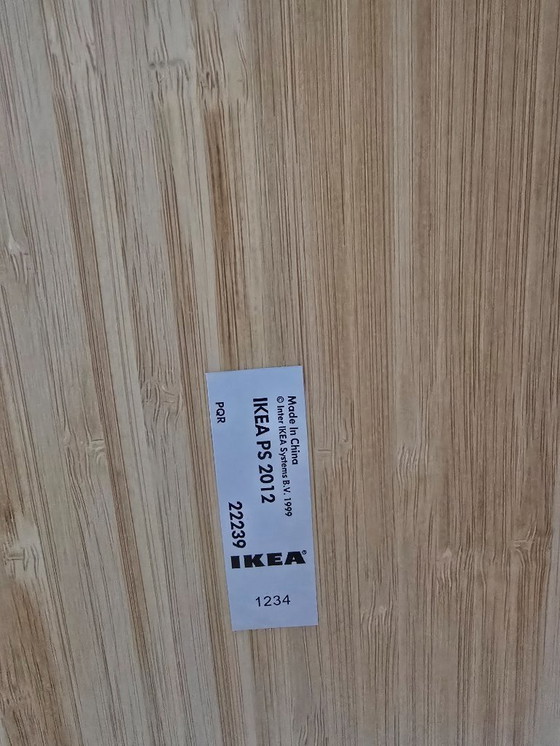 Made In China
© Inter IKEA Systems B.V. 1999
IKEA PS 2012
22239
PQR
IKEA®
1234